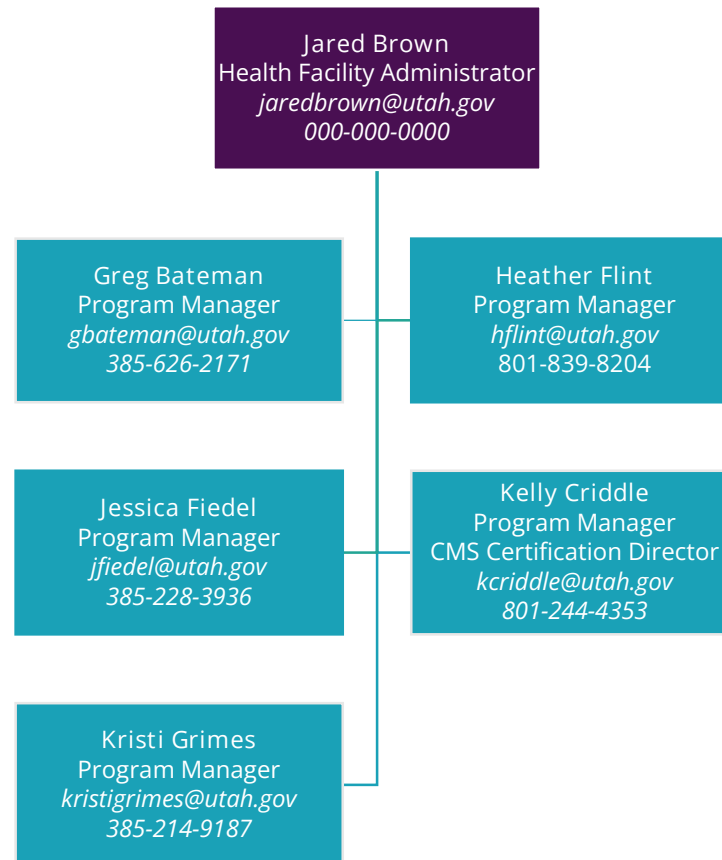 Jared Brown
Health Facility Administrator
jaredbrown@utah.gov
000-000-0000
Greg Bateman
Program Manager
gbateman@utah.gov
385-626-2171
Heather Flint
Program Manager
hflint@utah.gov
801-839-8204
Jessica Fiedel
Program Manager
jfiedel@utah.gov
385-228-3936
Kelly Criddle
Program Manager
CMS Certification Director
kcriddle@utah.gov
801-244-4353
Kristi Grimes
Program Manager
kristigrimes@utah.gov
385-214-9187